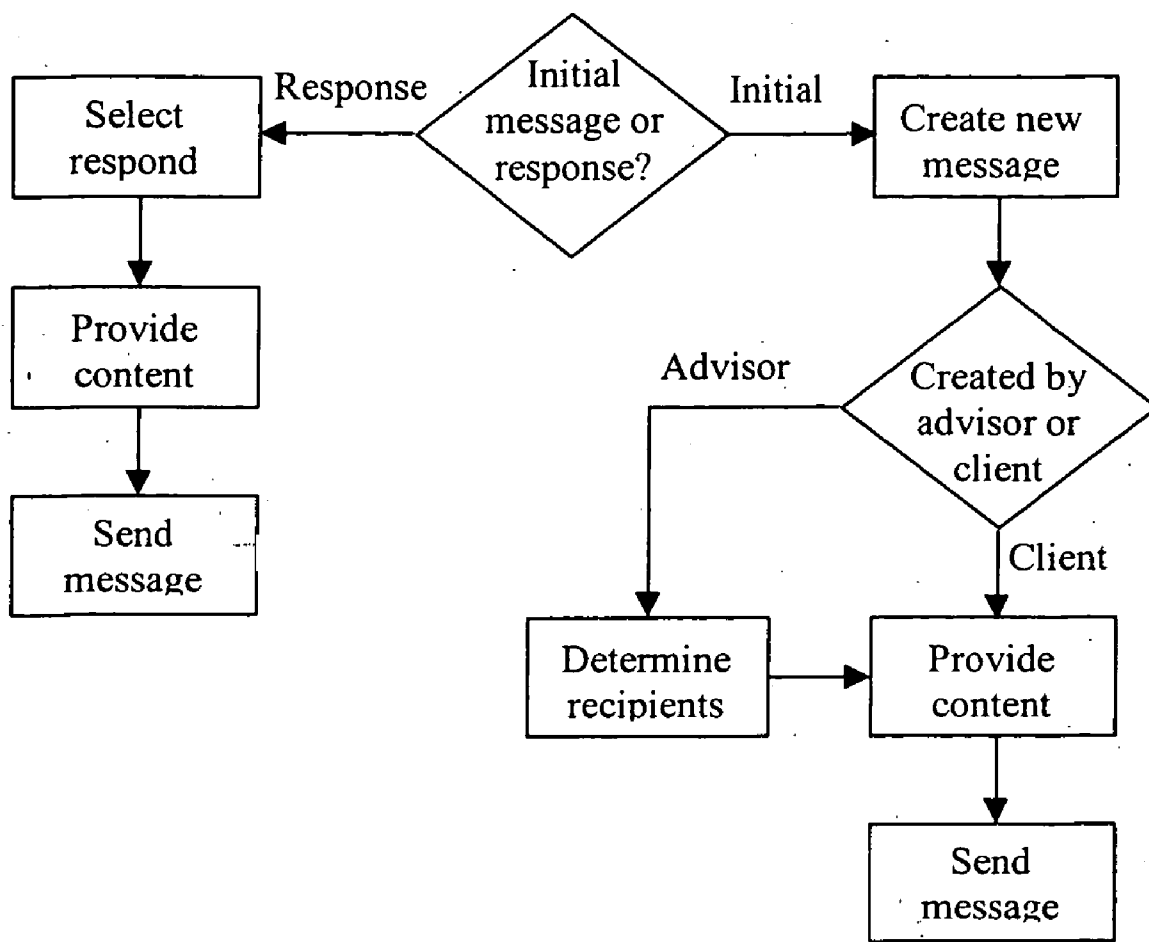 Response
Initial
message or
response?
Initial
Select
respond
Create new
message
Provide
content
Advisor
Created by
advisor or
client
Send
message
Client
Determine
recipients
Provide
content
Send
message